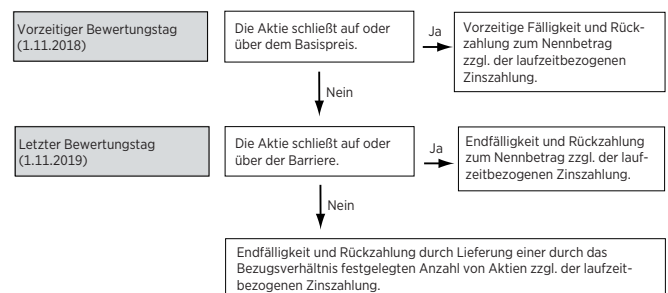 Vorzeitiger Bewertungstag
(1.11.2018)
Die Aktie schließt auf oder
über dem Basispreis.
Ja
Vorzeitige Fälligkeit und Rück-
zahlung zum Nennbetrag
zzgl. der laufzeitbezogenen
Zinszahlung.
Nein
Letzter Bewertungstag
(1.11.2019)
Die Aktie schließt auf oder
über der Barriere.
Ja
Endfälligkeit und Rückzahlung
zum Nennbetrag zzgl. der lauf-
zeitbezogenen Zinszahlung.
Nein
Endfälligkeit und Rückzahlung durch Lieferung einer durch das
Bezugsverhältnis festgelegten Anzahl von Aktien zzgl. der laufzeit-
bezogenen Zinszahlung.